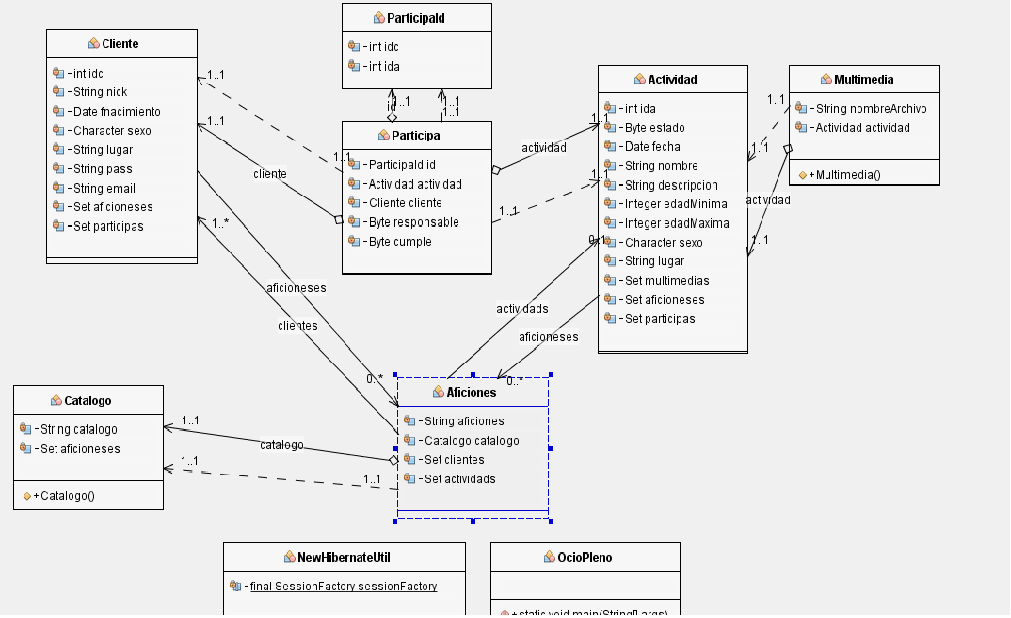 Cliente
-int idc
-String nick
-Date fnacimiento
-Character sexo
-String lugar
-String pass
-String email
-Set aficioneses
-Set participas
ParticipaId
-int idc
-int ida
Participa
-ParticipaId id
-Actividad actividad
-Cliente cliente
-Byte responsable
-Byte cumple
Actividad
-int ida
-Byte estado
-Date fecha
-String nombre
-String descripcion
-Integer edadMinima
-Integer edadMaxima
-Character sexo
-String lugar
-Set multimedias
-Set aficioneses
-Set participas
Multimedia
-String nombreArchivo
-Actividad actividad
+Multimedia()
1..1
1..1
1..*
cliente
1..1
id
1..1
1..1
1..1
actividad
1..1
1..1
1..1
1..1
1..1
actividad
1..1
0..1
aficioneses
clientes
actividads
aficioneses
0..*
0..*
Catalogo
-String catalogo
-Set aficioneses
+Catalogo()
1..1
catalogo
1..1
1..1
Aficiones
-String aficiones
-Catalogo catalogo
-Set clientes
-Set actividads
NewHibernateUtil
-final SessionFactory sessionFactory
OcioPleno
+static void main(String[] args)